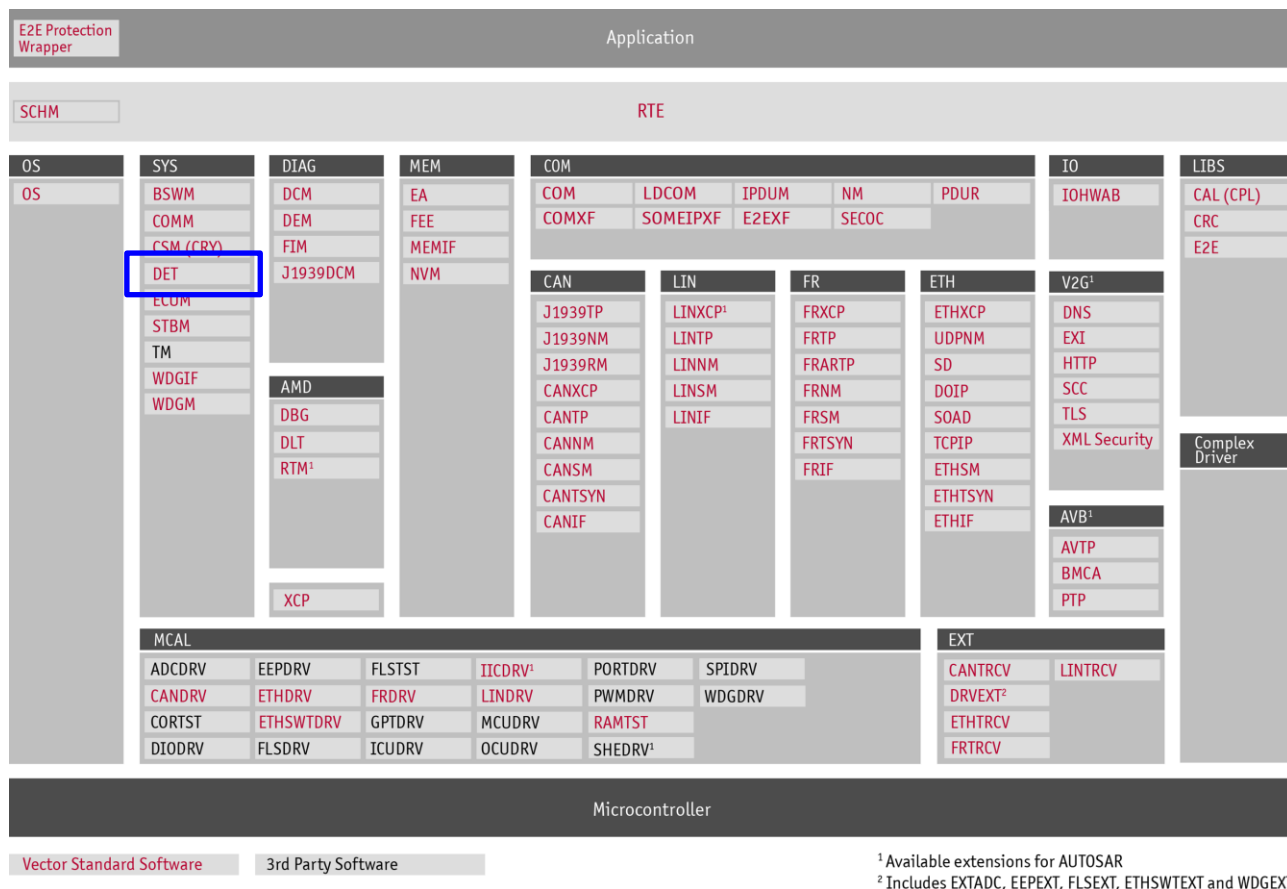 E2E Protection
Wrapper
Application
SCHM
RTE
OS
OS
SYS
BSWM
COMM
CSM (CRY)
DET
ECUM
STBM
TM
WDGIF
WDGM
DIAG
DCM
DEM
FIM
J1939DCM
AMD
DBG
DLT
RTM¹
XCP
MEM
EA
FEE
MEMIF
NVM
COM
COM LDCOM IPDUM NM PDUR
COMXF SOMEIPXF E2EXF SECOC
CAN
J1939TP
J1939NM
J1939RM
CANXCP
CANTP
CANNM
CANSM
CANTSYN
CANIF
LIN
LINXCP¹
LINTP
LINNM
LINSM
LINIF
FR
FRXCP
FRTP
FRARTP
FRNM
FRSM
FRTSYN
FRIF
ETH
ETHXCP
UDPNM
SD
DOIP
SOAD
TCPIP
ETHSM
ETHTSYN
ETHIF
IO
IOHWAB
V2G¹
DNS
EXI
HTTP
SCC
TLS
XML Security
AVB¹
AVTP
BMCA
PTP
LIBS
CAL (CPL)
CRC
E2E
Complex
Driver
MCAL
ADCDRV EEPDRV FLSTST IICDRV¹ PORTDRV SPIDRV
CANDRV ETHDRV FRDRV LINDRV PWMDRV WDGDRV
CORTST ETHSWTDRV GPTDRV MCUDRV RAMTST
DIODRV FLSDRV ICUDRV OCUDRV SHEDRV¹
EXT
CANTRCV LINTRCV
DRVEXT²
ETHTRCV
FRTRCV
Microcontroller
Vector Standard Software 3rd Party Software
¹ Available extensions for AUTOSAR
² Includes EXTADC, EEPEXT, FLSEXT, ETHSWTEXT and WDGEX